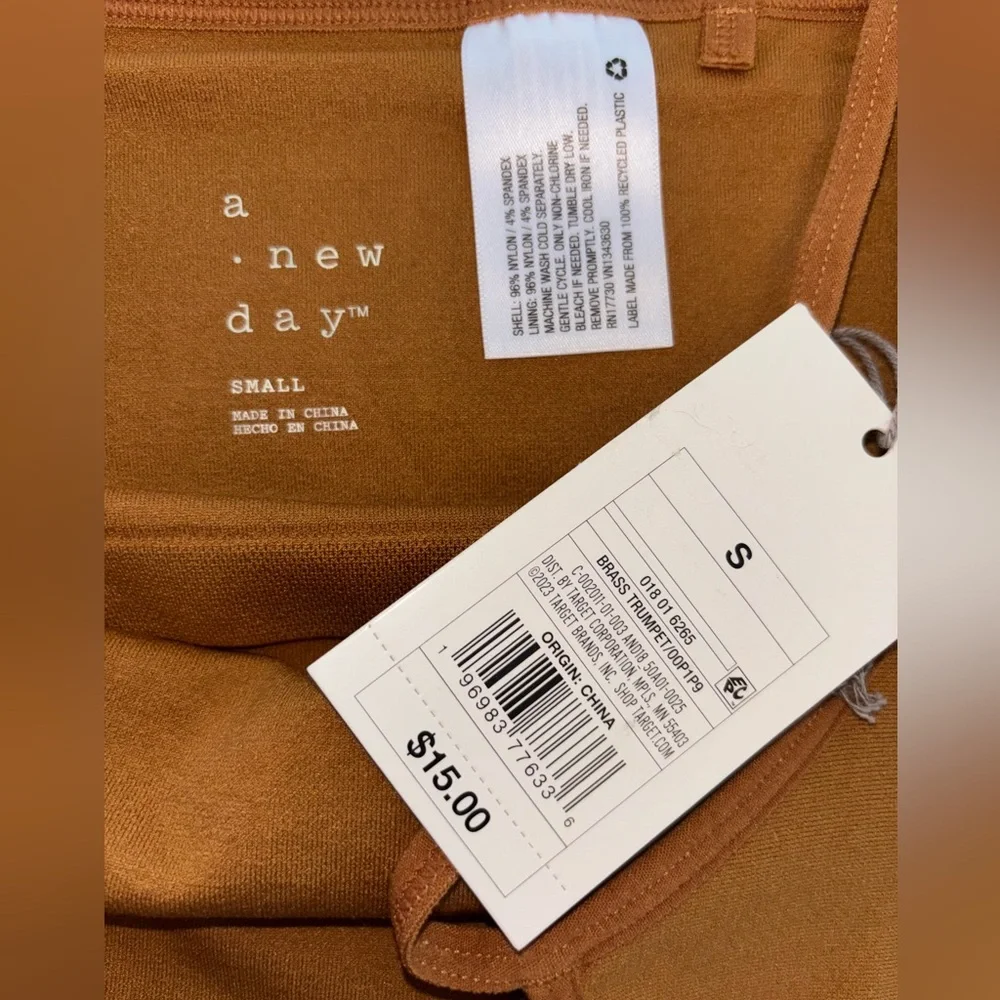 a
· new
day™
SMALL
MADE IN CHINA
HECHO EN CHINA
SHELL: 96% NYLON / 4% SPANDEX
LINING: 96% NYLON / 4% SPANDEX
MACHINE WASH COLD SEPARATELY.
GENTLE CYCLE. ONLY NON-CHLORINE
BLEACH IF NEEDED. TUMBLE DRY LOW.
REMOVE PROMPTLY. COOL IRON IF NEEDED.
RN17730 VN1343630
LABEL MADE FROM 100% RECYCLED PLASTIC
S
018 01 6265
BRASS TRUMPET/00P1P9
C-002011-01-003 AND18 50A01-0025
DIST. BY TARGET CORPORATION, MPLS, MN 55403
©2023 TARGET BRANDS, INC. SHOP TARGET.COM
ORIGIN: CHINA
1 96983 77633 6
$15.00